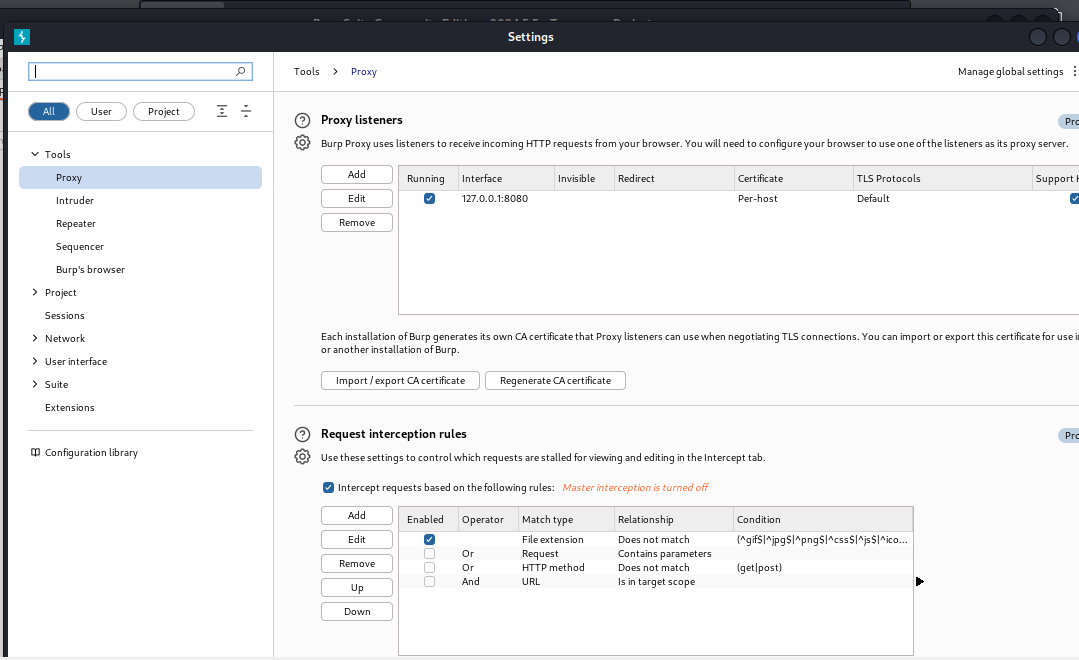 Settings
Tools > Proxy
Manage global settings
All
User
Project
Tools
Proxy
Intruder
Repeater
Sequencer
Burp's browser
Project
Sessions
Network
User interface
Suite
Extensions
Configuration library
Proxy listeners
Pro
Burp Proxy uses listeners to receive incoming HTTP requests from your browser. You will need to configure your browser to use one of the listeners as its proxy server.
Add
Edit
Remove
Running Interface Invisible Redirect Certificate TLS Protocols Support H
127.0.0.1:8080 Per-host Default
Each installation of Burp generates its own CA certificate that Proxy listeners can use when negotiating TLS connections. You can import or export this certificate for use i
or another installation of Burp.
Import / export CA certificate
Regenerate CA certificate
Request interception rules
Pro
Use these settings to control which requests are stalled for viewing and editing in the Intercept tab.
Intercept requests based on the following rules: Master interception is turned off
Add
Edit
Remove
Up
Down
Enabled Operator Match type Relationship Condition
File extension Does not match (^gif$|^jpg$|^png$|^css$|^js$|^ico...
Or Request Contains parameters
Or HTTP method Does not match (get|post)
And URL Is in target scope